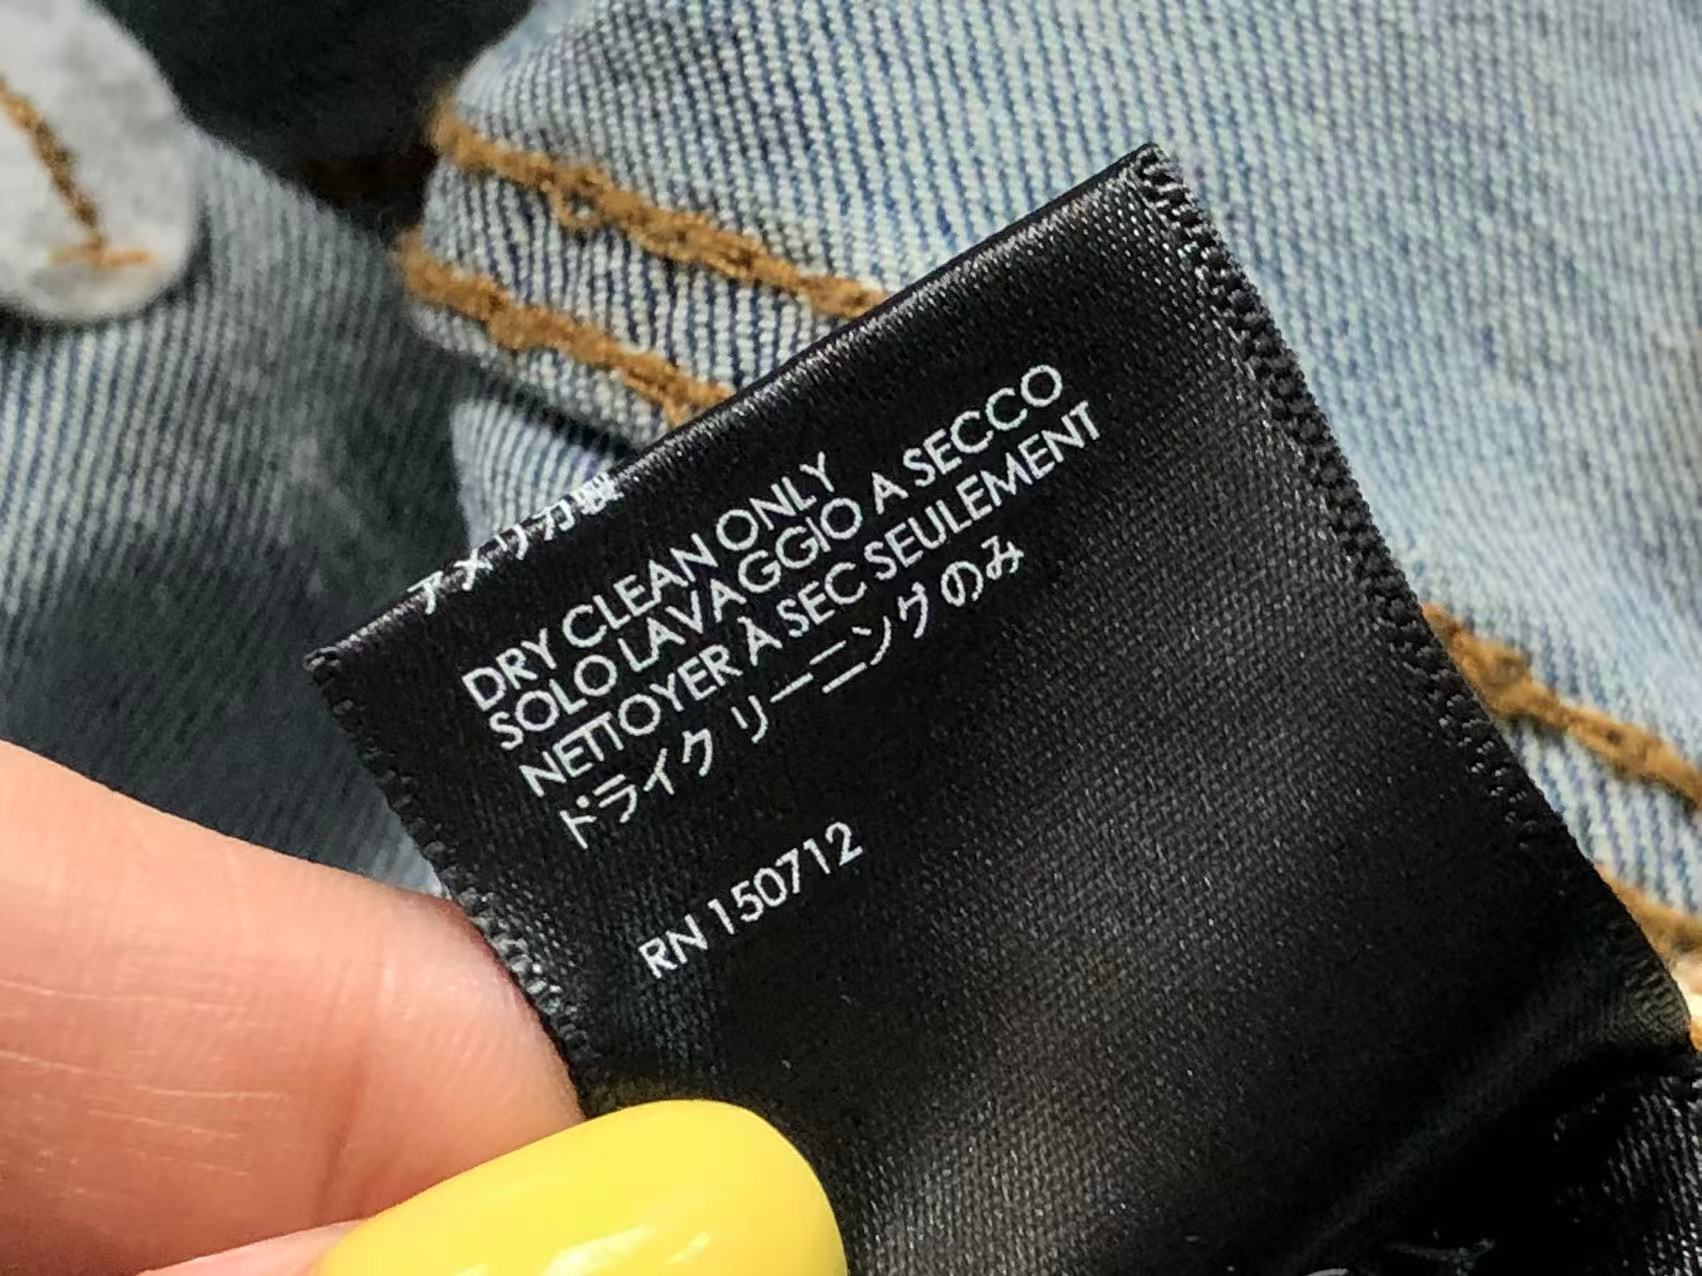 アメリカ製
DRY CLEAN ONLY
SOLO LAVAGGIO A SECCO
NETTOYER À SEC SEULEMENT
ドライク リーニングのみ
RN 150712